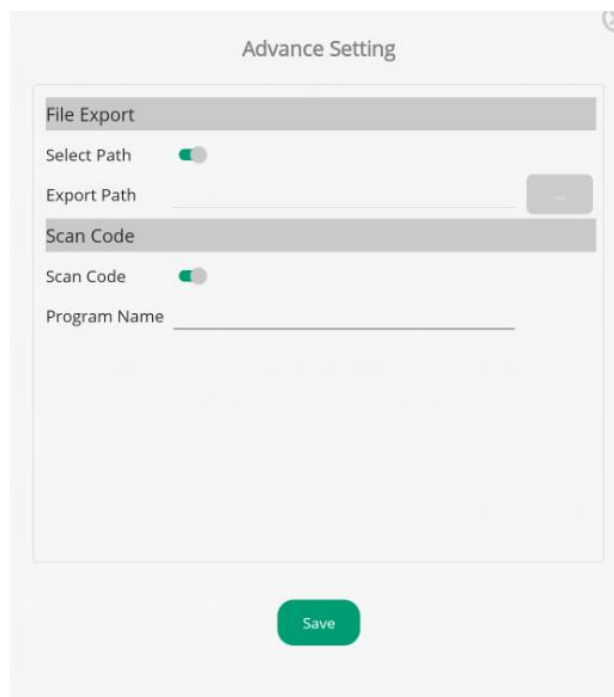 Advance Setting
File Export
Select Path
Export Path
...
Scan Code
Scan Code
Program Name
Save